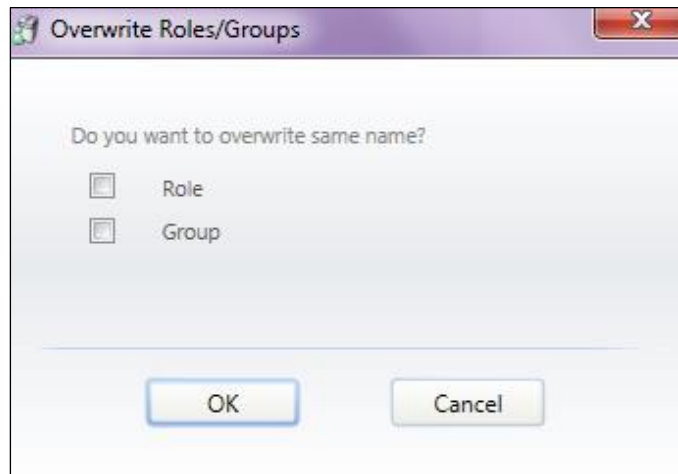 Overwrite Roles/Groups
Do you want to overwrite same name?
Role
Group
OK Cancel